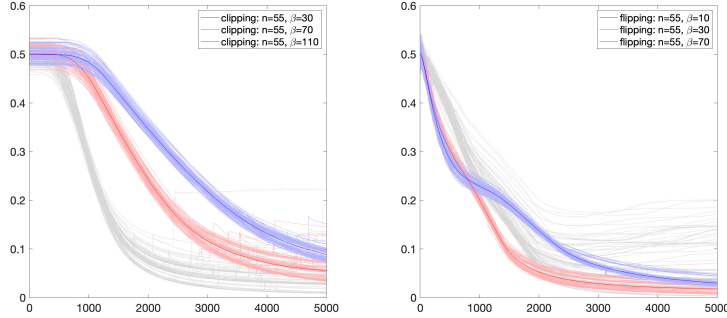 0.6
0.5
0.4
0.3
0.2
0.1
0
0 1000 2000 3000 4000 5000
clipping: n=55, β=30
clipping: n=55, β=70
clipping: n=55, β=110
0.6
0.5
0.4
0.3
0.2
0.1
0
0 1000 2000 3000 4000 5000
flipping: n=55, β=10
flipping: n=55, β=30
flipping: n=55, β=70